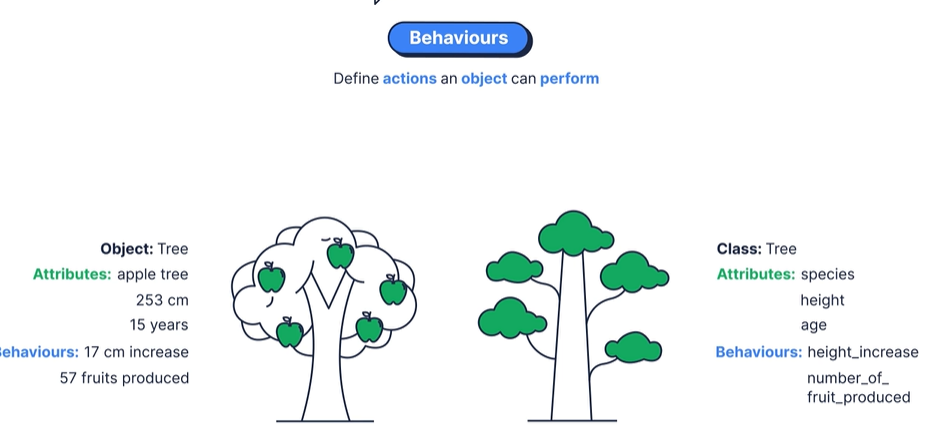 Behaviours
Define actions an object can perform
Object: Tree
Attributes: apple tree
253 cm
15 years
ehaviours: 17 cm increase
57 fruits produced
Class: Tree
Attributes: species
height
age
Behaviours: height_increase
number_of_
fruit_produced